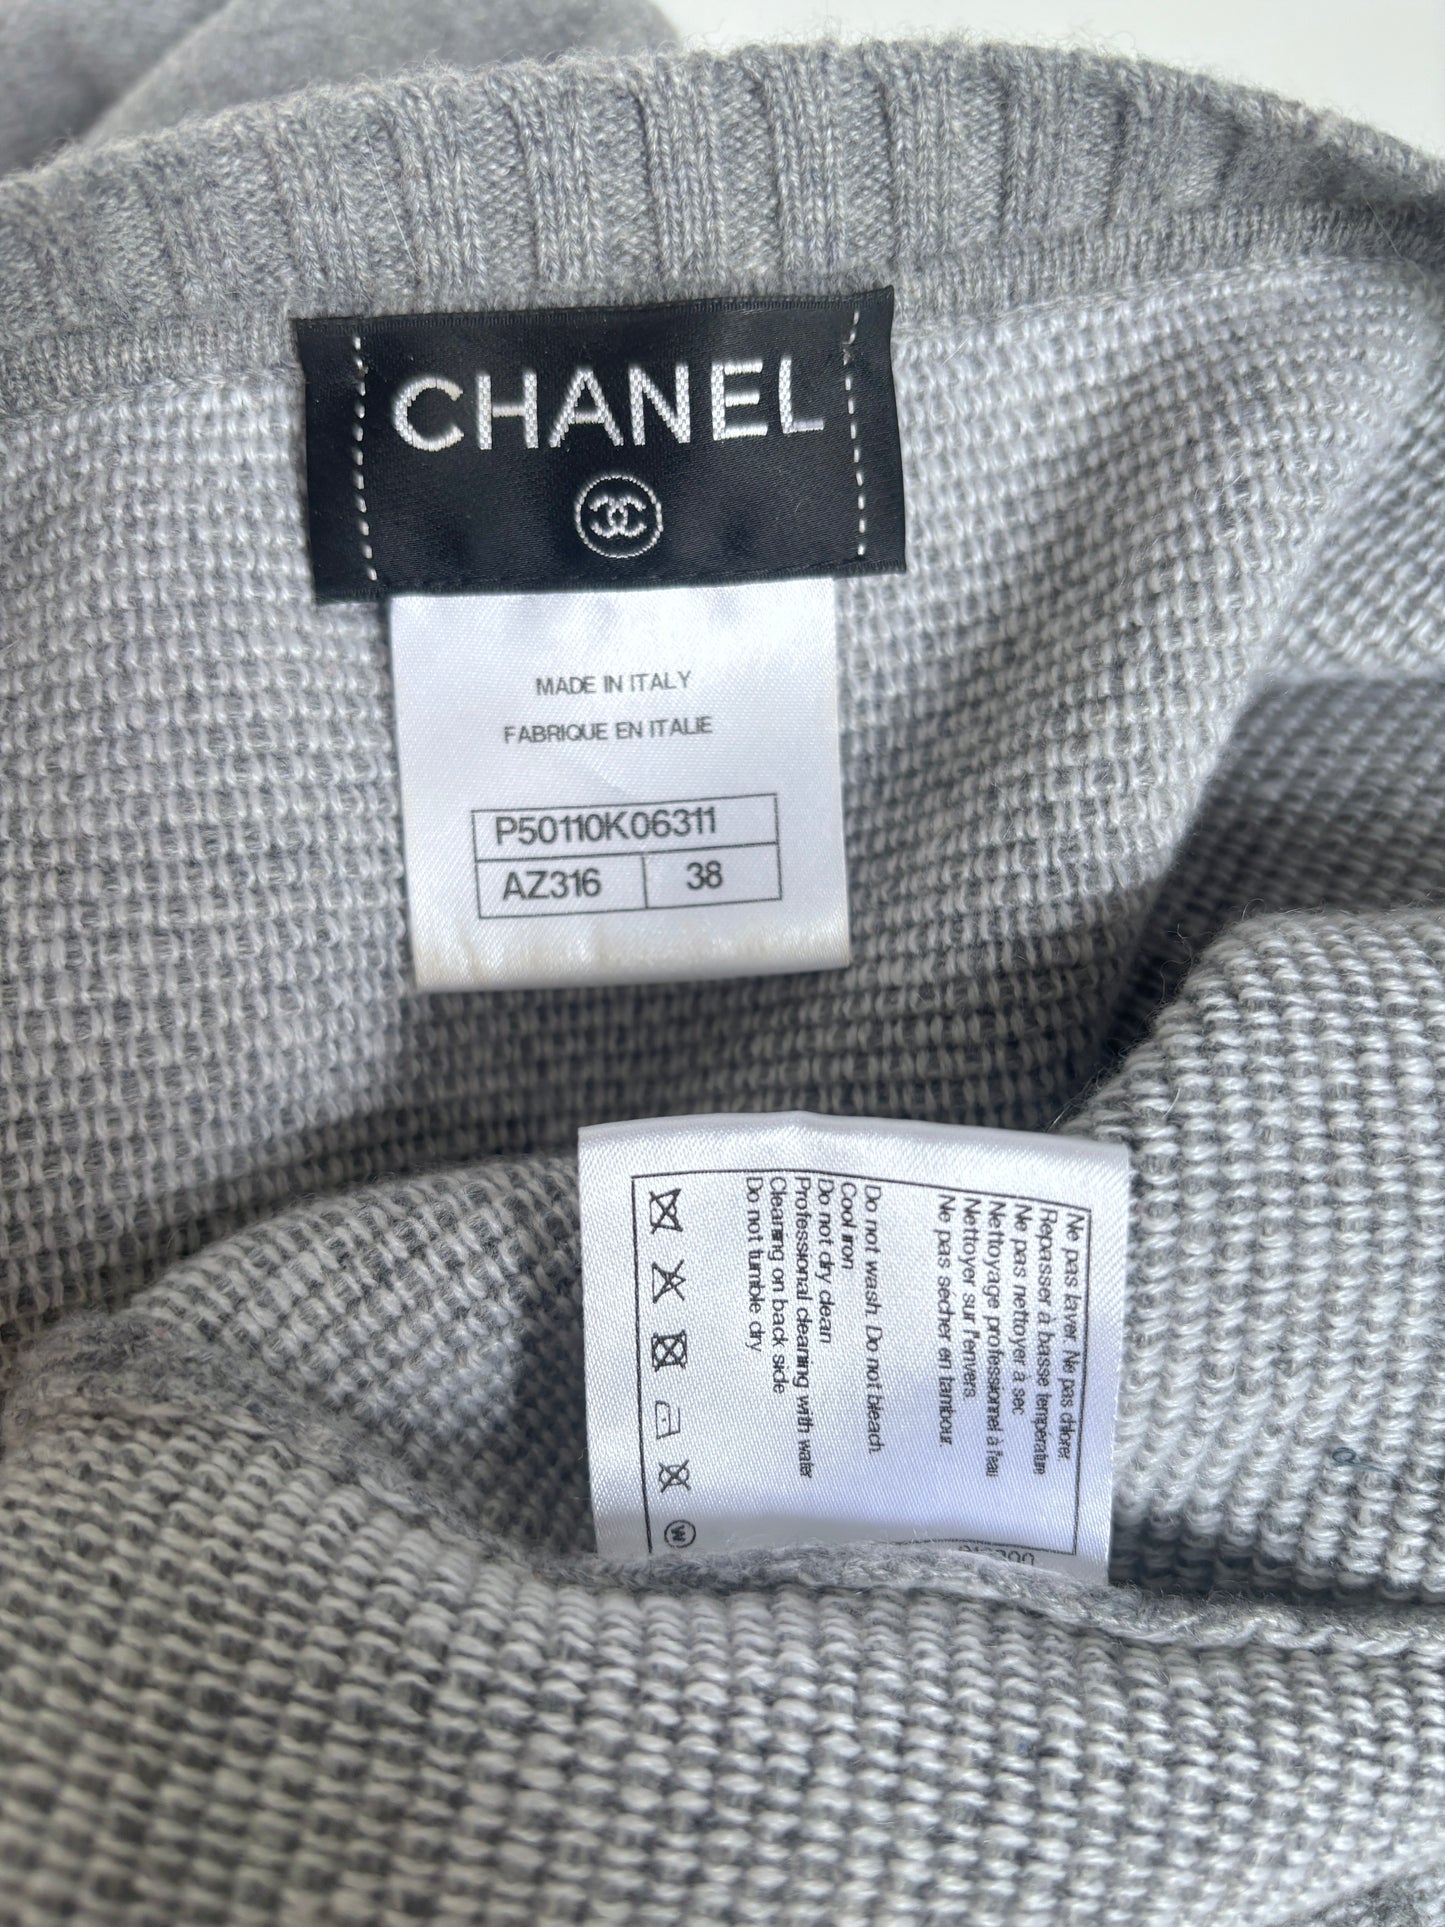 CHANEL
MADE IN ITALY
FABRIQUE EN ITALIE
P50110K06311
AZ316 38
Ne pas laver. Ne pas chlorer.
Repasser à basse température
Ne pas nettoyer à sec
Nettoyage professionnel à l'eau
Nettoyer sur l'envers.
Ne pas sécher en tambour.
Do not wash. Do not bleach.
Cool iron
Do not dry clean
Professional cleaning with water
Cleaning on back side
Do not tumble dry
W